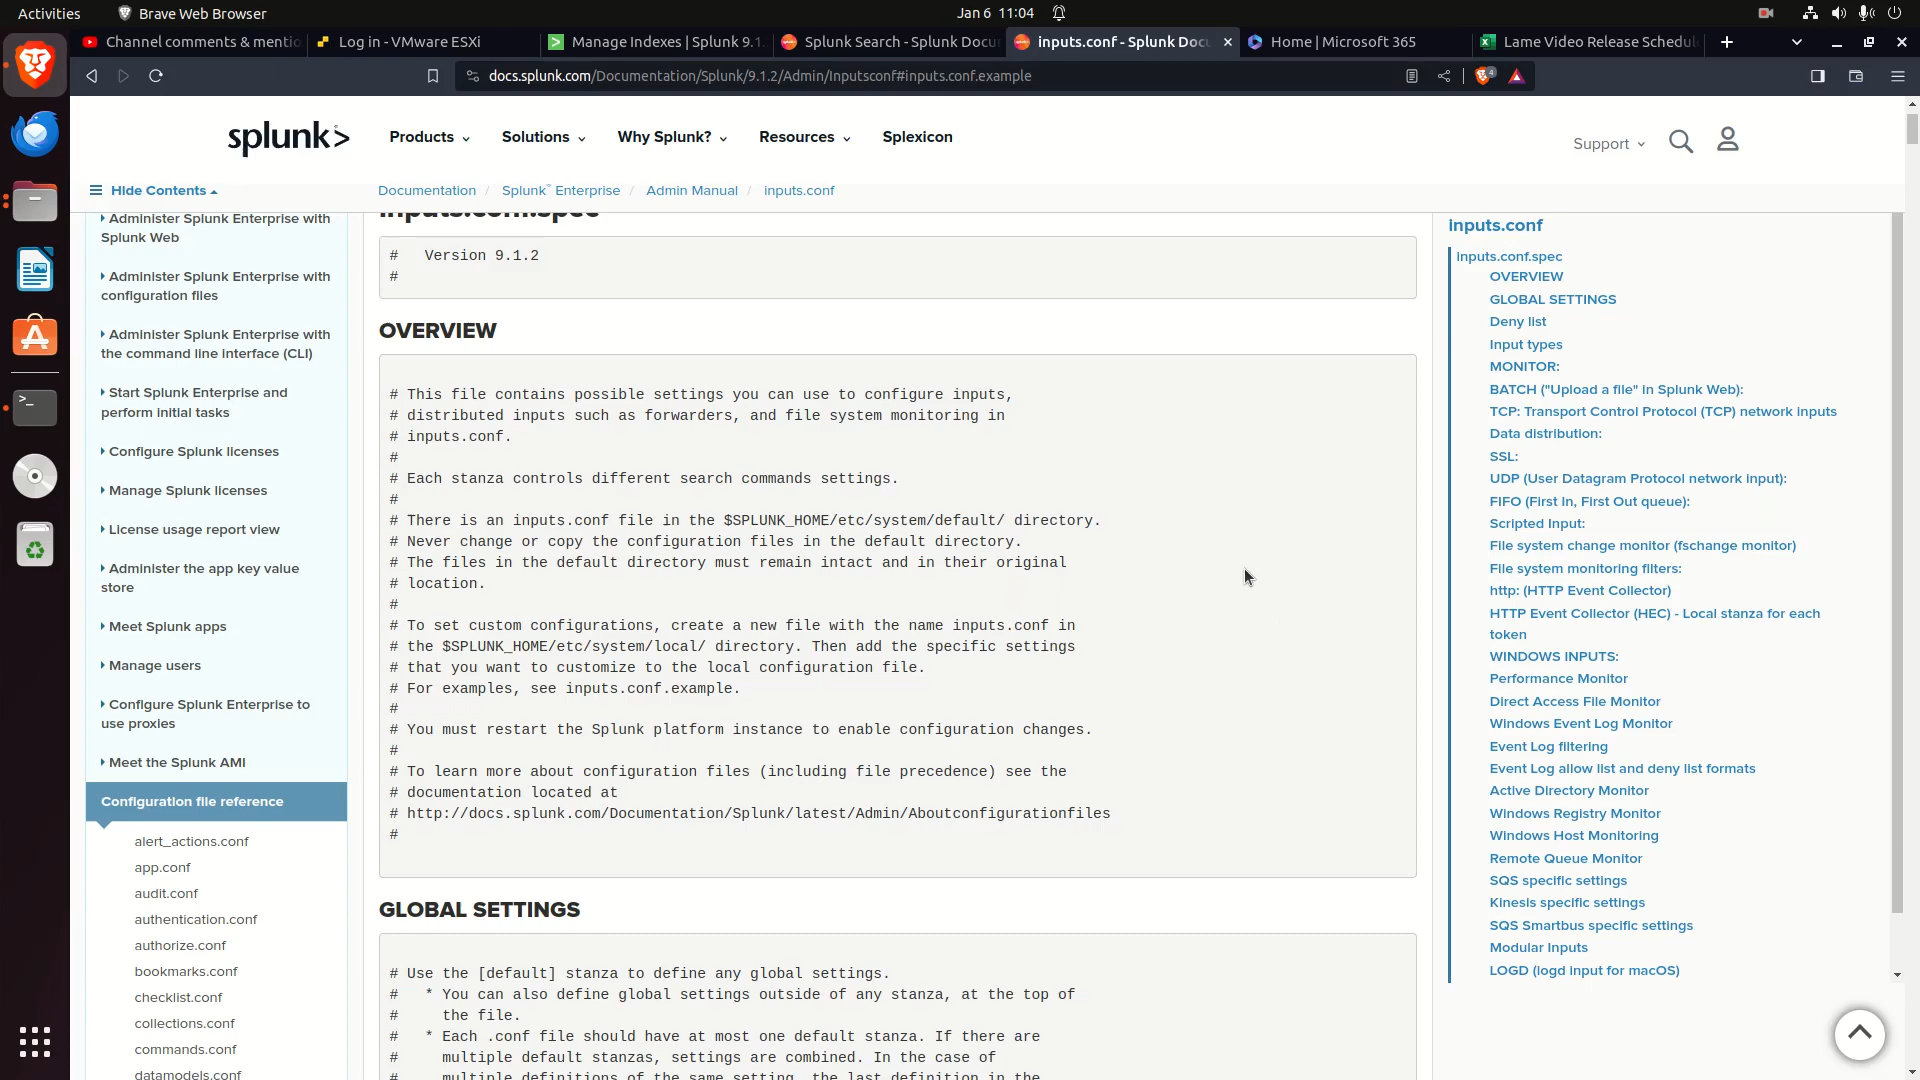 Activities
Brave Web Browser
Jan 6 11:04
Channel comments & mentio
Log in - VMware ESXi
Manage Indexes | Splunk 9.1.
Splunk Search - Splunk Docu
inputs.conf - Splunk Docu
Home | Microsoft 365
Lame Video Release Schedul
docs.splunk.com/Documentation/Splunk/9.1.2/Admin/Inputsconf#inputs.conf.example
4
splunk>
Products
Solutions
Why Splunk?
Resources
Splexicon
Support
Hide Contents
Documentation / Splunk® Enterprise / Admin Manual / inputs.conf
Administer Splunk Enterprise with
Splunk Web
Administer Splunk Enterprise with
configuration files
Administer Splunk Enterprise with
the command line interface (CLI)
Start Splunk Enterprise and
perform initial tasks
Configure Splunk licenses
Manage Splunk licenses
License usage report view
Administer the app key value
store
Meet Splunk apps
Manage users
Configure Splunk Enterprise to
use proxies
Meet the Splunk AMI
Configuration file reference
alert_actions.conf
app.conf
audit.conf
authentication.conf
authorize.conf
bookmarks.conf
checklist.conf
collections.conf
commands.conf
datamodels.conf
inputs.conf.spec
#   Version 9.1.2
#
OVERVIEW
# This file contains possible settings you can use to configure inputs,
# distributed inputs such as forwarders, and file system monitoring in
# inputs.conf.
#
# Each stanza controls different search commands settings.
#
# There is an inputs.conf file in the $SPLUNK_HOME/etc/system/default/ directory.
# Never change or copy the configuration files in the default directory.
# The files in the default directory must remain intact and in their original
# location.
#
# To set custom configurations, create a new file with the name inputs.conf in
# the $SPLUNK_HOME/etc/system/local/ directory. Then add the specific settings
# that you want to customize to the local configuration file.
# For examples, see inputs.conf.example.
#
# You must restart the Splunk platform instance to enable configuration changes.
#
# To learn more about configuration files (including file precedence) see the
# documentation located at
# http://docs.splunk.com/Documentation/Splunk/latest/Admin/Aboutconfigurationfiles
#
GLOBAL SETTINGS
# Use the [default] stanza to define any global settings.
#   * You can also define global settings outside of any stanza, at the top of
#     the file.
#   * Each .conf file should have at most one default stanza. If there are
#     multiple default stanzas, settings are combined. In the case of
#     multiple definitions of the same setting, the last definition in the
inputs.conf
inputs.conf.spec
OVERVIEW
GLOBAL SETTINGS
Deny list
Input types
MONITOR:
BATCH ("Upload a file" in Splunk Web):
TCP: Transport Control Protocol (TCP) network inputs
Data distribution:
SSL:
UDP (User Datagram Protocol network input):
FIFO (First In, First Out queue):
Scripted Input:
File system change monitor (fschange monitor)
File system monitoring filters:
http: (HTTP Event Collector)
HTTP Event Collector (HEC) - Local stanza for each
token
WINDOWS INPUTS:
Performance Monitor
Direct Access File Monitor
Windows Event Log Monitor
Event Log filtering
Event Log allow list and deny list formats
Active Directory Monitor
Windows Registry Monitor
Windows Host Monitoring
Remote Queue Monitor
SQS specific settings
Kinesis specific settings
SQS Smartbus specific settings
Modular Inputs
LOGD (logd input for macOS)